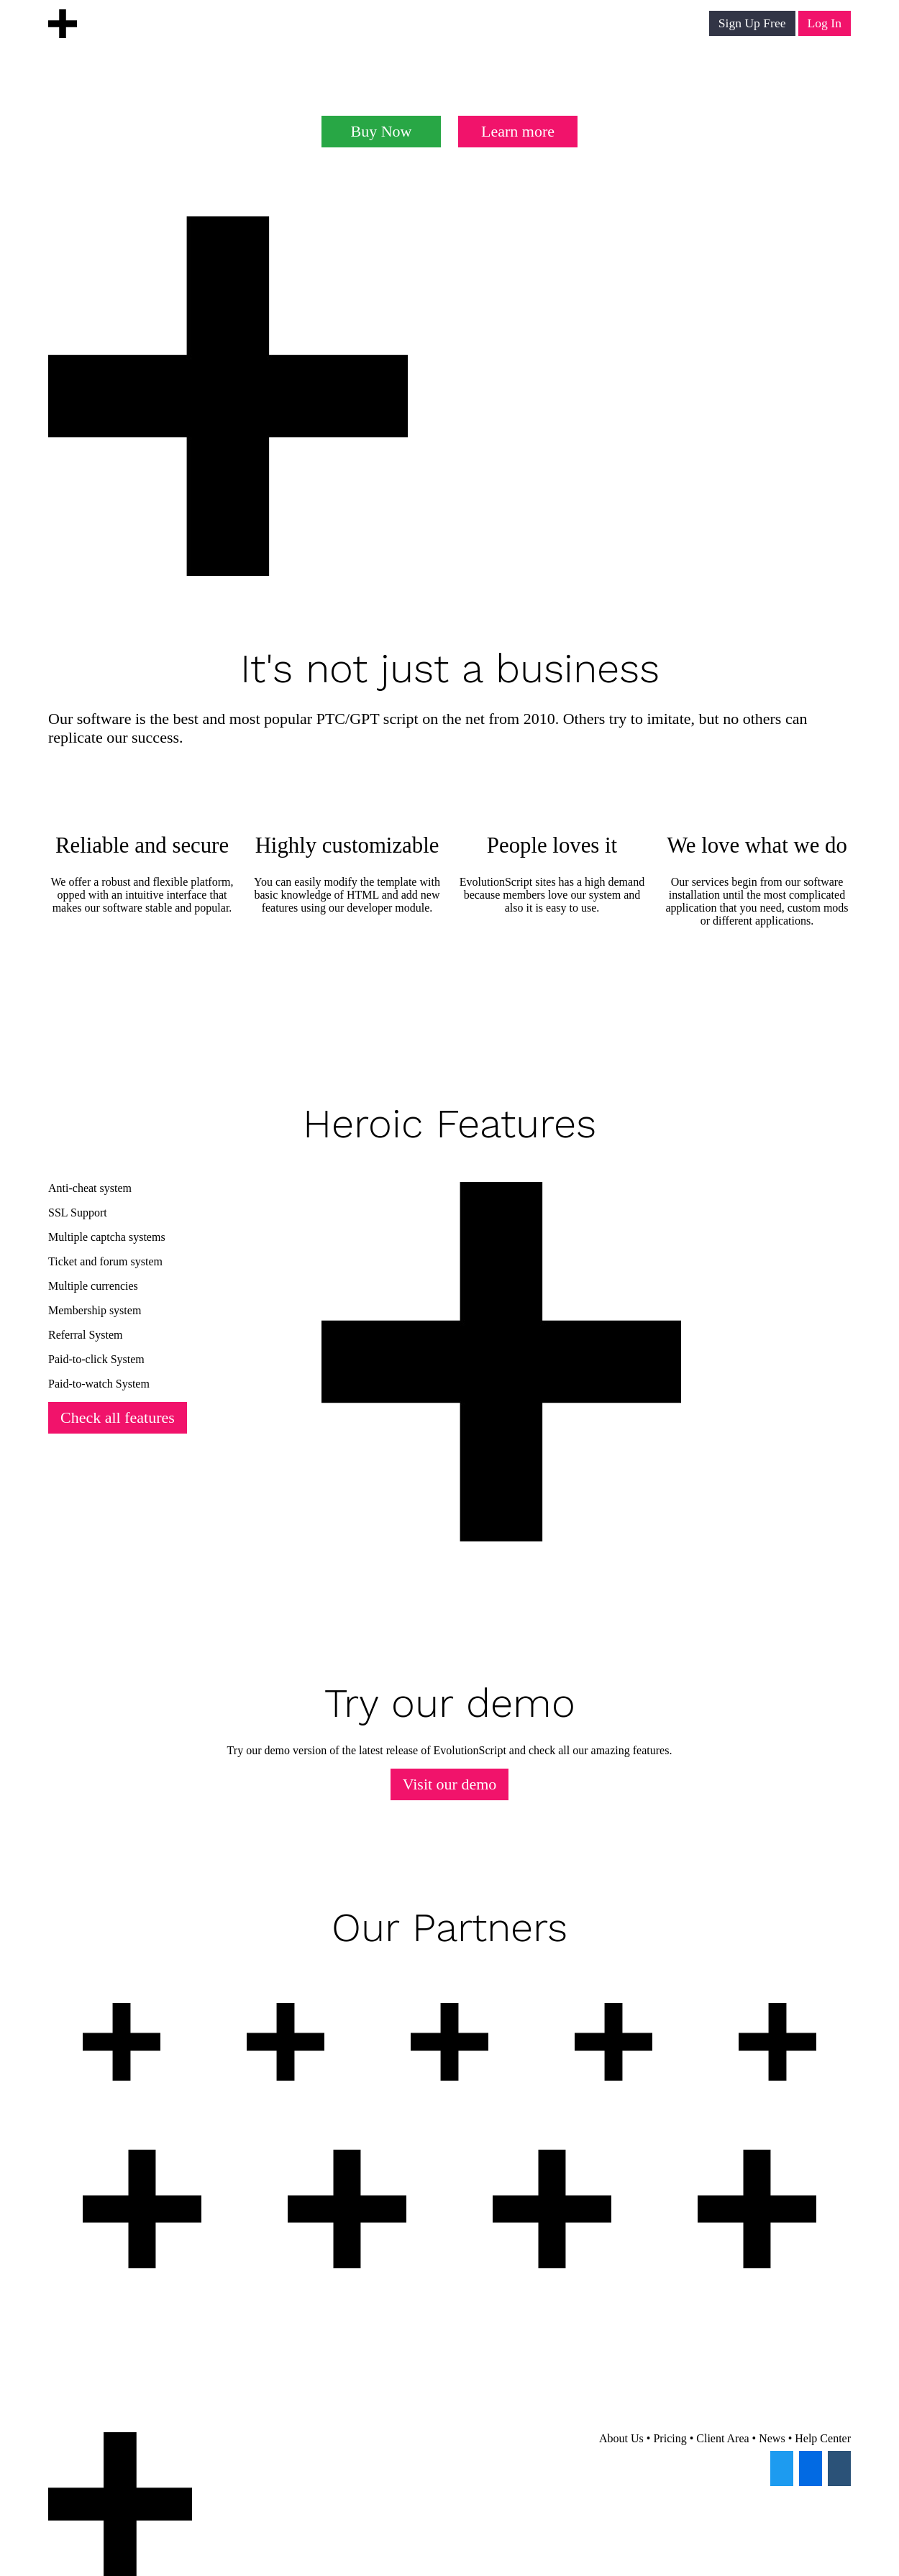 Sign Up Free Log In
Buy Now Learn more
It's not just a business
Our software is the best and most popular PTC/GPT script on the net from 2010. Others try to imitate, but no others can
replicate our success.
Reliable and secure
We offer a robust and flexible platform,
opped with an intuitive interface that
makes our software stable and popular.
Highly customizable
You can easily modify the template with
basic knowledge of HTML and add new
features using our developer module.
People loves it
EvolutionScript sites has a high demand
because members love our system and
also it is easy to use.
We love what we do
Our services begin from our software
installation until the most complicated
application that you need, custom mods
or different applications.
Heroic Features
Anti-cheat system
SSL Support
Multiple captcha systems
Ticket and forum system
Multiple currencies
Membership system
Referral System
Paid-to-click System
Paid-to-watch System
Check all features
Try our demo
Try our demo version of the latest release of EvolutionScript and check all our amazing features.
Visit our demo
Our Partners
About Us • Pricing • Client Area • News • Help Center